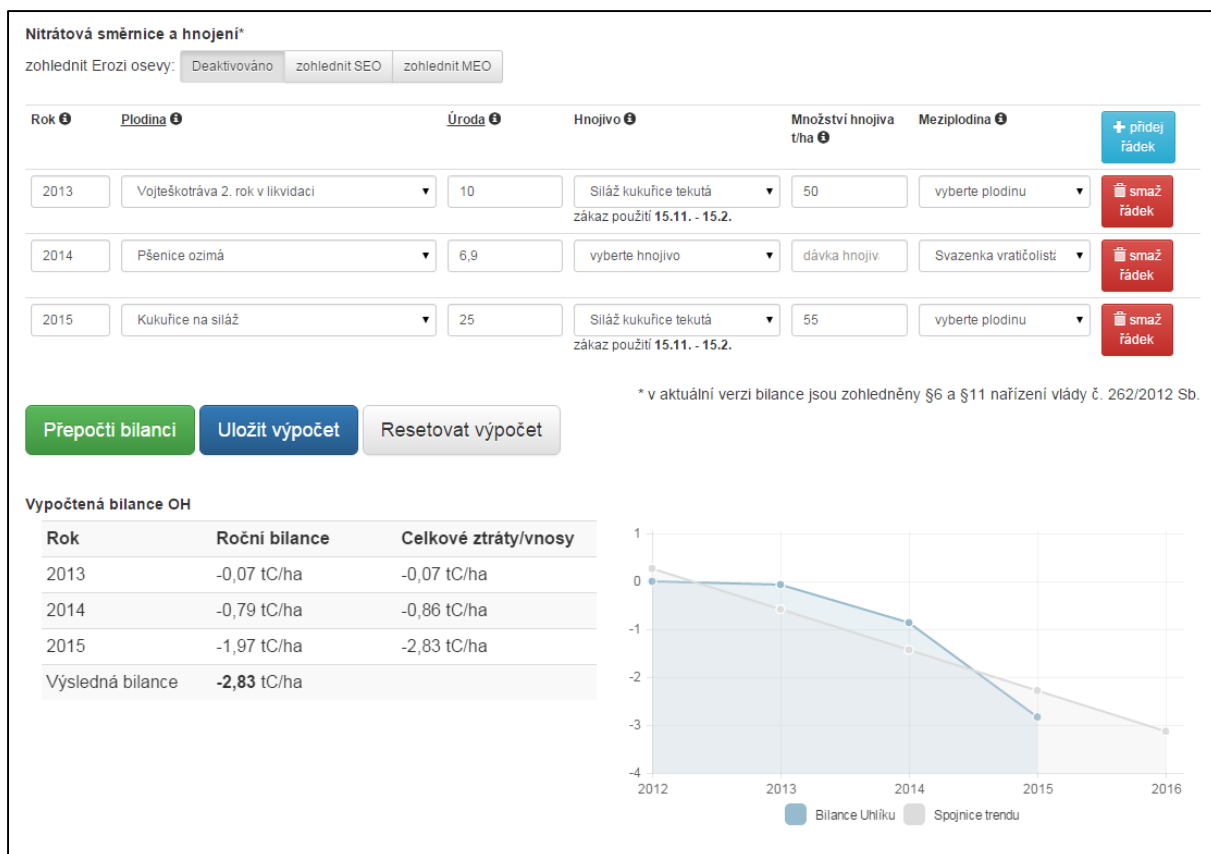 Nitrátová směrnice a hnojení*
zohlednit Erozi osevy: Deaktivováno zohlednit SEO zohlednit MEO
Rok Plodina Úroda Hnojivo Množství hnojiva t/ha Meziplodina + přidej řádek
2013 Vojteškotráva 2. rok v likvidaci 10 Siláž kukuřice tekutá 50 vyberte plodinu smaž řádek
zákaz použití 15.11. - 15.2.
2014 Pšenice ozimá 6,9 vyberte hnojivo dávka hnojiv Svazenka vratičolistá smaž řádek
2015 Kukuřice na siláž 25 Siláž kukuřice tekutá 55 vyberte plodinu smaž řádek
zákaz použití 15.11. - 15.2.
* v aktuální verzi bilance jsou zohledněny §6 a §11 nařízení vlády č. 262/2012 Sb.
Přepočti bilanci Uložit výpočet Resetovat výpočet
Vypočtená bilance OH
Rok Roční bilance Celkové ztráty/vnosy
2013 -0,07 tC/ha -0,07 tC/ha
2014 -0,79 tC/ha -0,86 tC/ha
2015 -1,97 tC/ha -2,83 tC/ha
Výsledná bilance -2,83 tC/ha
1
0
-1
-2
-3
-4
2012 2013 2014 2015 2016
Bilance Uhlíku Spojnice trendu